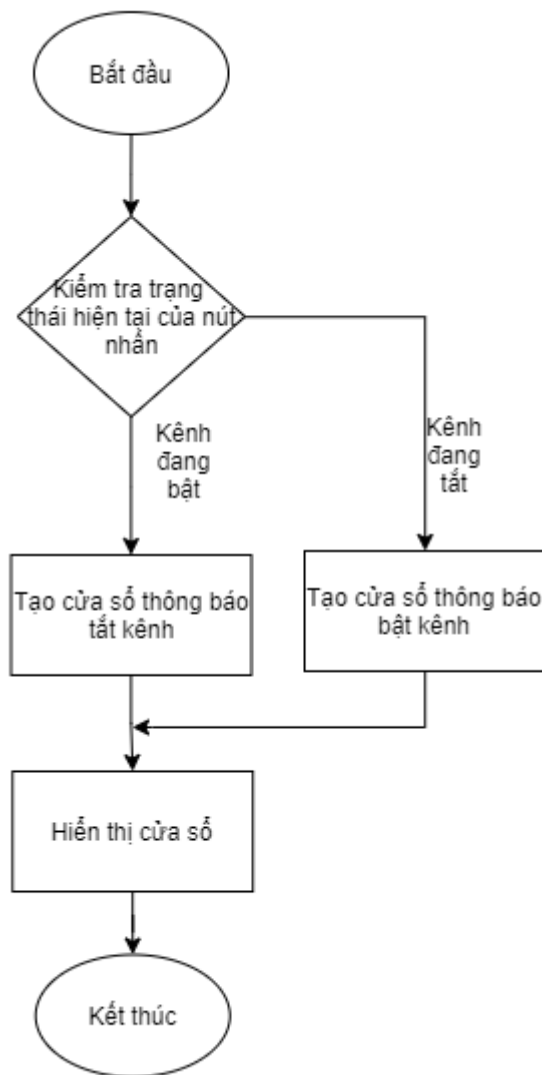 Bắt đầu
Kiểm tra trạng
thái hiện tại của nút
nhấn
Kênh
đang
bật
Kênh
đang
tắt
Tạo cửa sổ thông báo
tắt kênh
Tạo cửa sổ thông báo
bật kênh
Hiển thị cửa sổ
Kết thúc